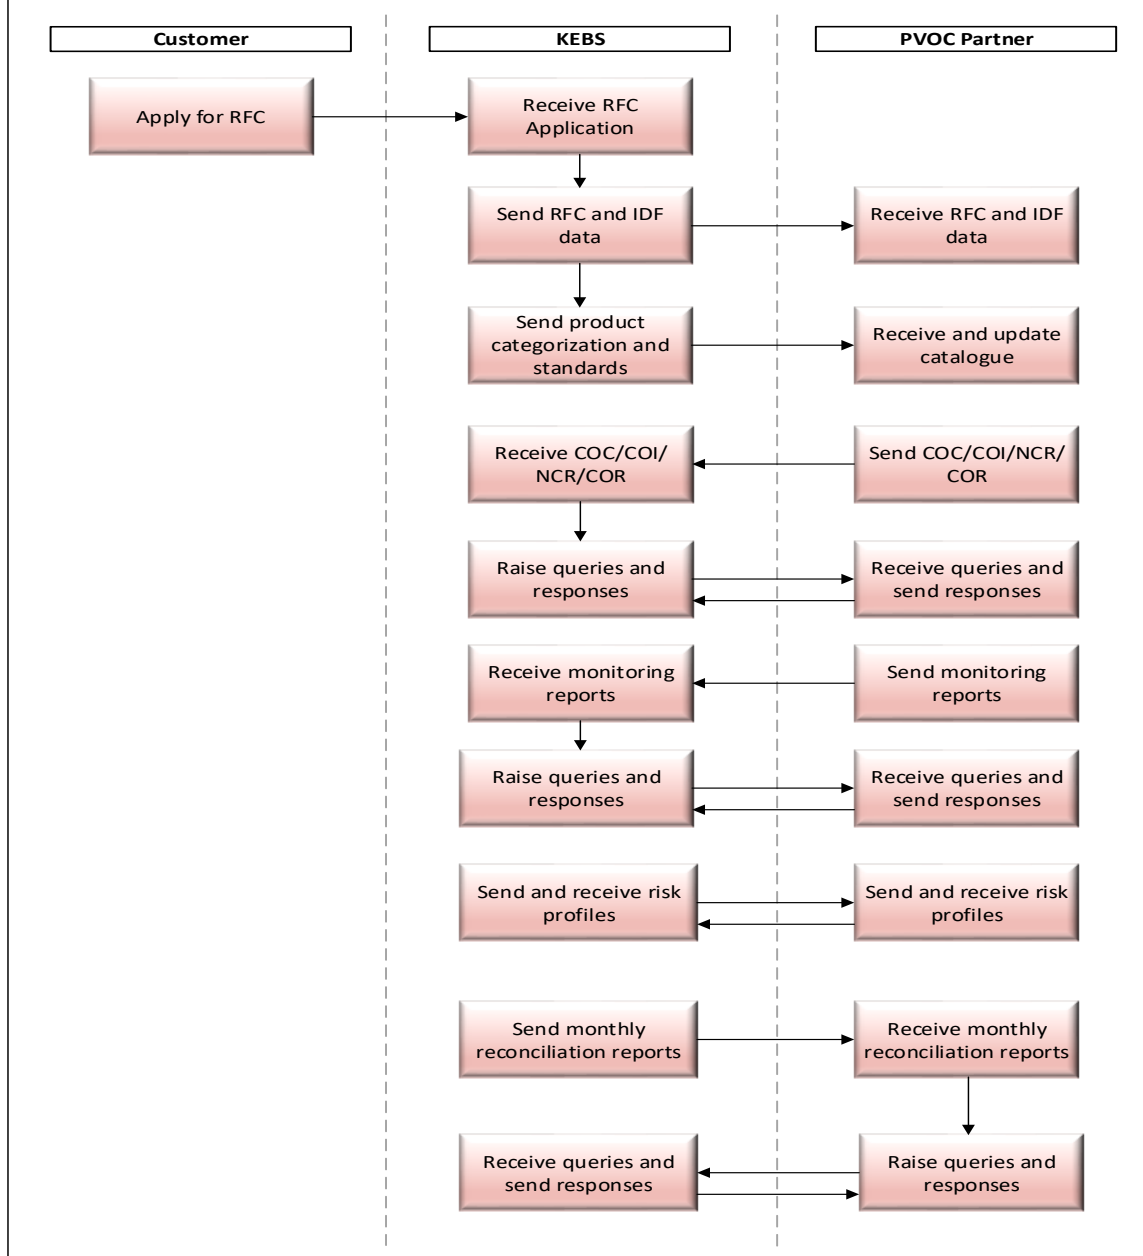 Customer
KEBS
PVOC Partner
Apply for RFC
Receive RFC
Application
Send RFC and IDF
data
Receive RFC and IDF
data
Send product
categorization and
standards
Receive and update
catalogue
Receive COC/COI/
NCR/COR
Send COC/COI/NCR/
COR
Raise queries and
responses
Receive queries and
send responses
Receive monitoring
reports
Send monitoring
reports
Raise queries and
responses
Receive queries and
send responses
Send and receive risk
profiles
Send and receive risk
profiles
Send monthly
reconciliation reports
Receive monthly
reconciliation reports
Receive queries and
send responses
Raise queries and
responses